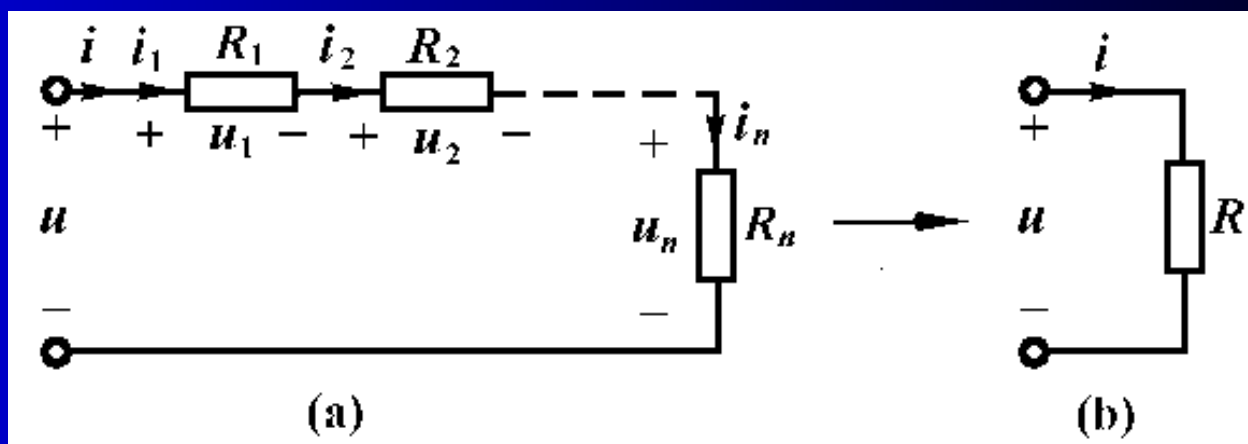 i i₁ R₁ i₂ R₂ i
+ + u₁ − + u₂ − + iₙ +
u uₙ Rₙ u R
− − −
(a) (b)